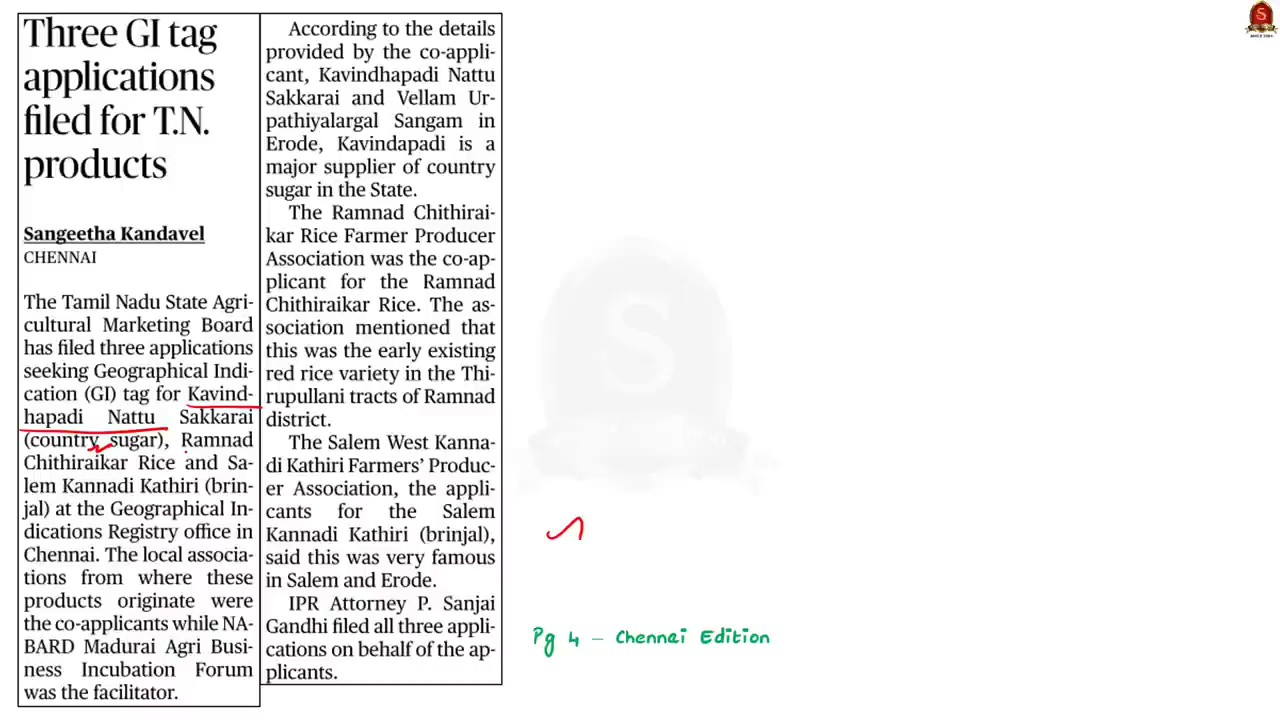 Three GI tag
applications
filed for T.N.
products
Sangeetha Kandavel
CHENNAI
The Tamil Nadu State Agri-
cultural Marketing Board
has filed three applications
seeking Geographical Indi-
cation (GI) tag for Kavind-
hapadi Nattu Sakkarai
(country sugar), Ramnad
Chithiraikar Rice and Sa-
lem Kannadi Kathiri (brin-
jal) at the Geographical In-
dications Registry office in
Chennai. The local associa-
tions from where these
products originate were
the co-applicants while NA-
BARD Madurai Agri Busi-
ness Incubation Forum
was the facilitator.
According to the details
provided by the co-appli-
cant, Kavindhapadi Nattu
Sakkarai and Vellam Ur-
pathiyalargal Sangam in
Erode, Kavindapadi is a
major supplier of country
sugar in the State.
The Ramnad Chithirai-
kar Rice Farmer Producer
Association was the co-ap-
plicant for the Ramnad
Chithiraikar Rice. The as-
sociation mentioned that
this was the early existing
red rice variety in the Thi-
rupullani tracts of Ramnad
district.
The Salem West Kanna-
di Kathiri Farmers' Produc-
er Association, the appli-
cants for the Salem
Kannadi Kathiri (brinjal),
said this was very famous
in Salem and Erode.
IPR Attorney P. Sanjai
Gandhi filed all three appli-
cations on behalf of the ap-
plicants.
Pg 4 – Chennai Edition
S